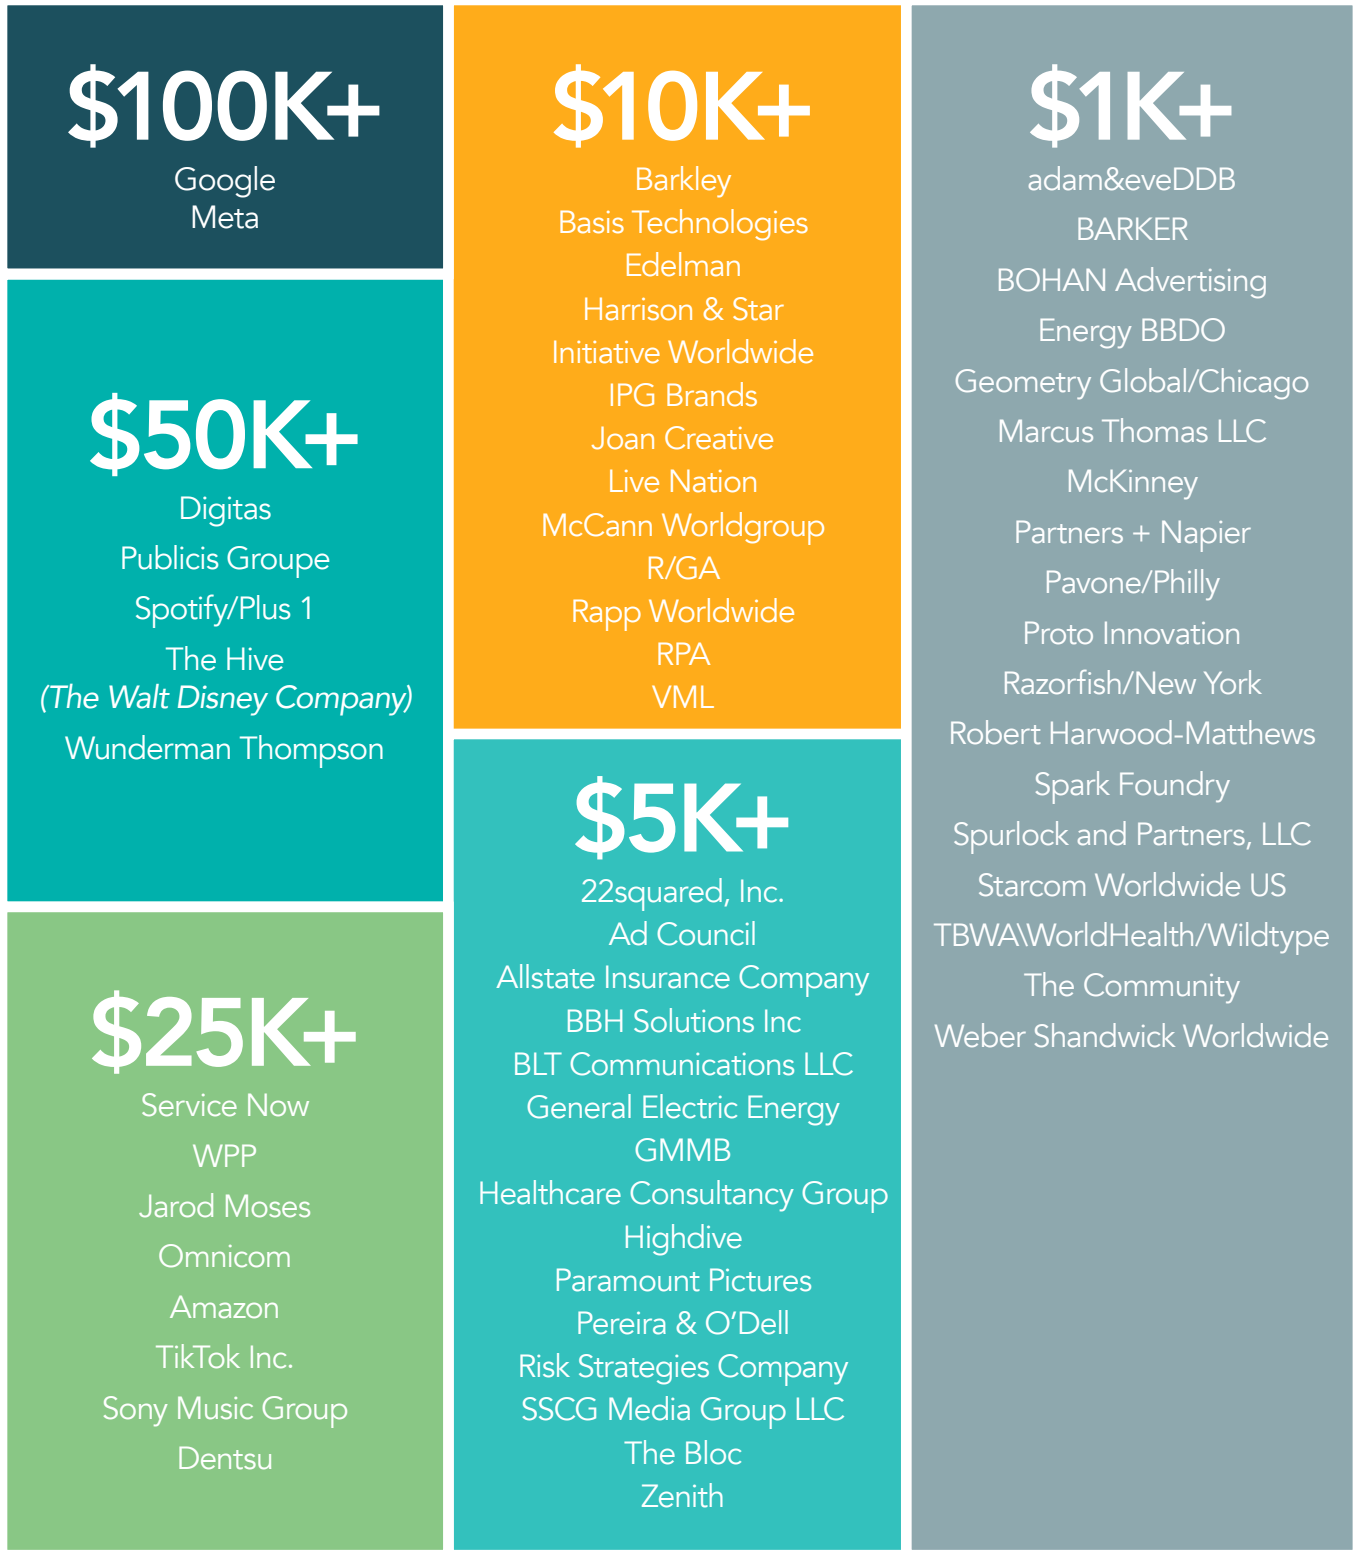 $100K+
Google
Meta
$50K+
Digitas
Publicis Groupe
Spotify/Plus 1
The Hive
(The Walt Disney Company)
Wunderman Thompson
$25K+
Service Now
WPP
Jarod Moses
Omnicom
Amazon
TikTok Inc.
Sony Music Group
Dentsu
$10K+
Barkley
Basis Technologies
Edelman
Harrison & Star
Initiative Worldwide
IPG Brands
Joan Creative
Live Nation
McCann Worldgroup
R/GA
Rapp Worldwide
RPA
VML
$5K+
22squared, Inc.
Ad Council
Allstate Insurance Company
BBH Solutions Inc
BLT Communications LLC
General Electric Energy
GMMB
Healthcare Consultancy Group
Highdive
Paramount Pictures
Pereira & O’Dell
Risk Strategies Company
SSCG Media Group LLC
The Bloc
Zenith
$1K+
adam&eveDDB
BARKER
BOHAN Advertising
Energy BBDO
Geometry Global/Chicago
Marcus Thomas LLC
McKinney
Partners + Napier
Pavone/Philly
Proto Innovation
Razorfish/New York
Robert Harwood-Matthews
Spark Foundry
Spurlock and Partners, LLC
Starcom Worldwide US
TBWA\WorldHealth/Wildtype
The Community
Weber Shandwick Worldwide